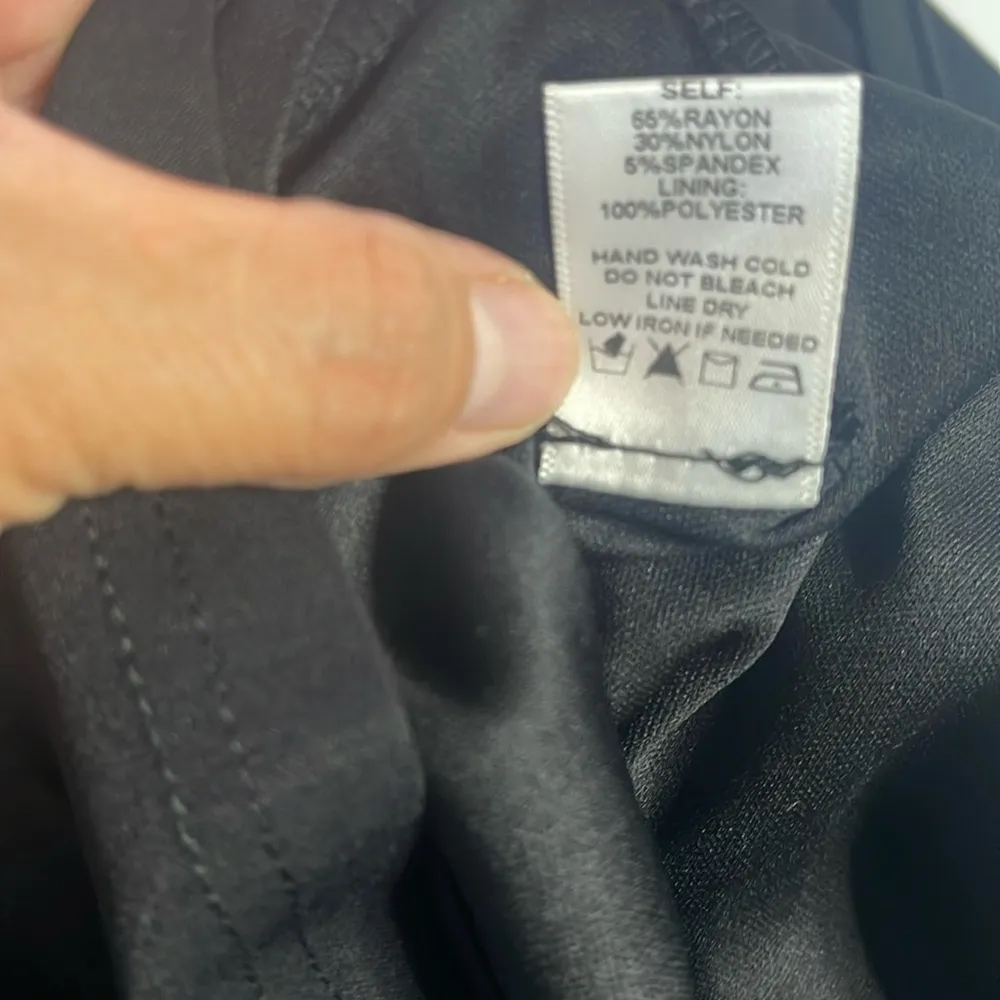 SELF:
65%RAYON
30%NYLON
5%SPANDEX
LINING:
100%POLYESTER
HAND WASH COLD
DO NOT BLEACH
LINE DRY
LOW IRON IF NEEDED